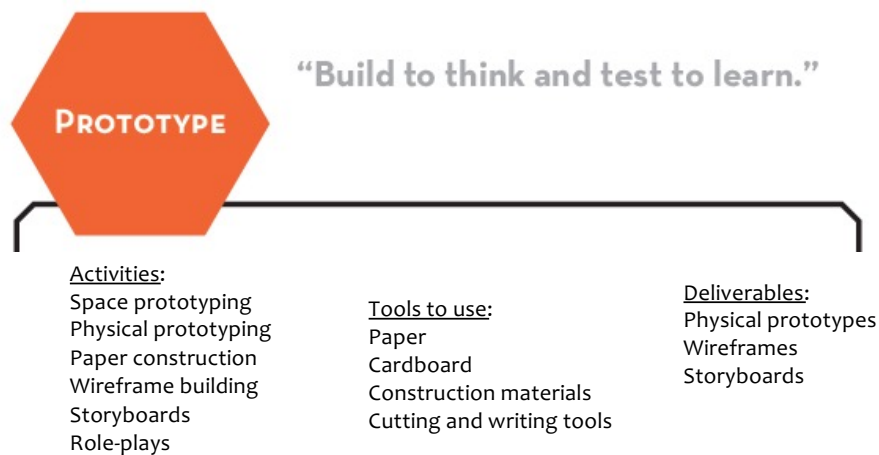 PROTOTYPE
“Build to think and test to learn.”
Activities:
Space prototyping
Physical prototyping
Paper construction
Wireframe building
Storyboards
Role-plays
Tools to use:
Paper
Cardboard
Construction materials
Cutting and writing tools
Deliverables:
Physical prototypes
Wireframes
Storyboards